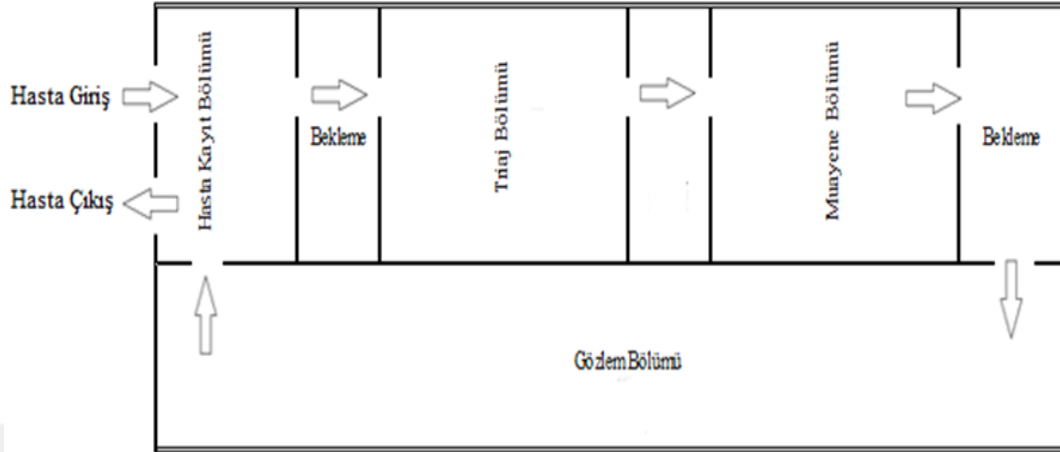 Hasta Giriş
Hasta Çıkış
Hasta Kayıt Bölümü
Bekleme
Triaj Bölümü
Muayene Bölümü
Bekleme
Gözlem Bölümü